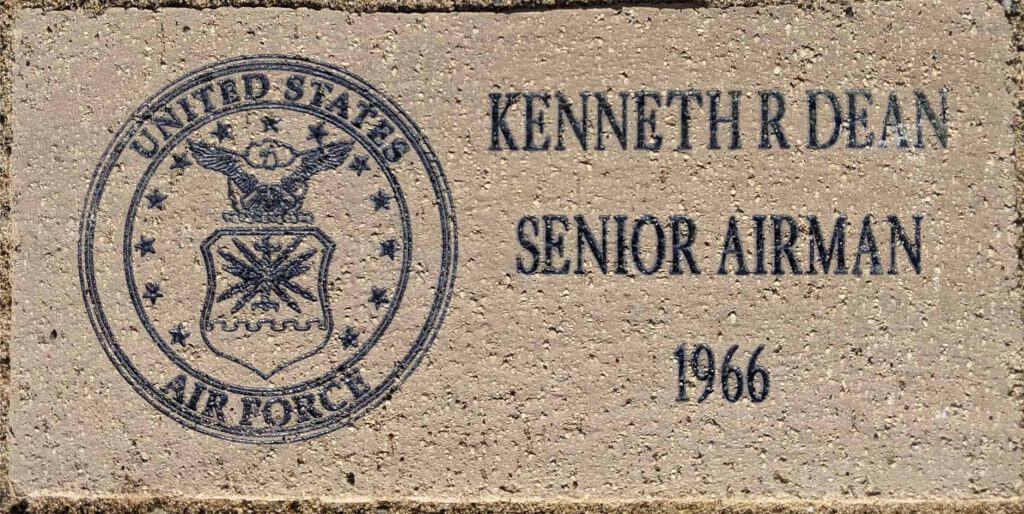 UNITED STATES
AIR FORCE
KENNETH R DEAN
SENIOR AIRMAN
1966